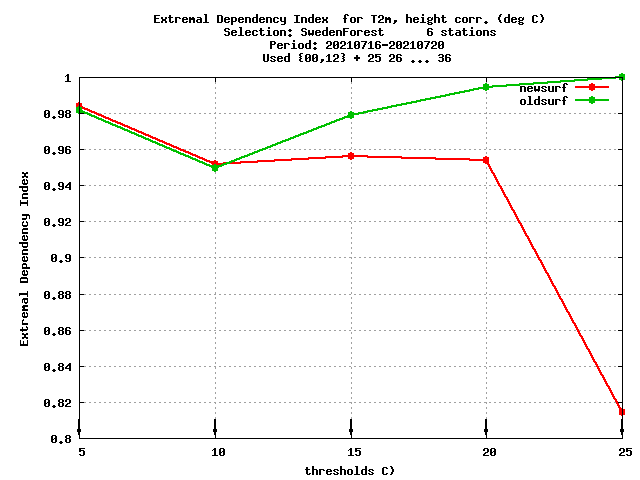 Extremal Dependency Index  for T2m, height corr. (deg C)
Selection: SwedenForest      6 stations
Period: 20210716-20210720
Used {00,12} + 25 26 ... 36
newsurf
oldsurf
1
0.98
0.96
0.94
0.92
0.9
0.88
0.86
0.84
0.82
0.8
Extremal Dependency Index
5 10 15 20 25
thresholds C)